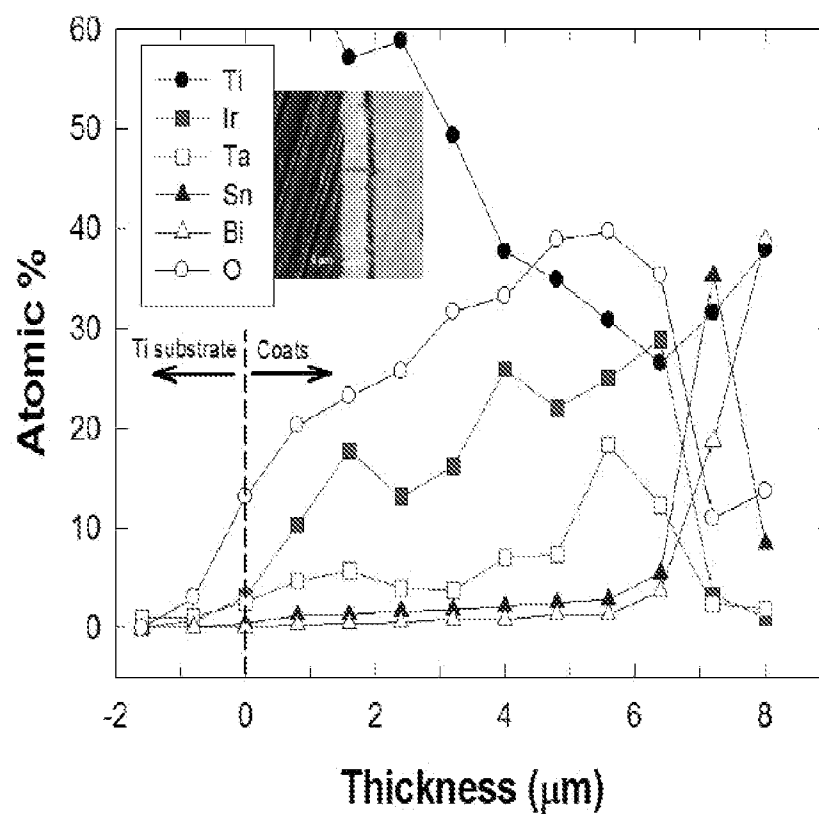 60
50
40
30
20
10
0
Atomic %
Ti
Ir
Ta
Sn
Bi
O
Ti substrate
Coats
-2
0
2
4
6
8
Thickness (μm)